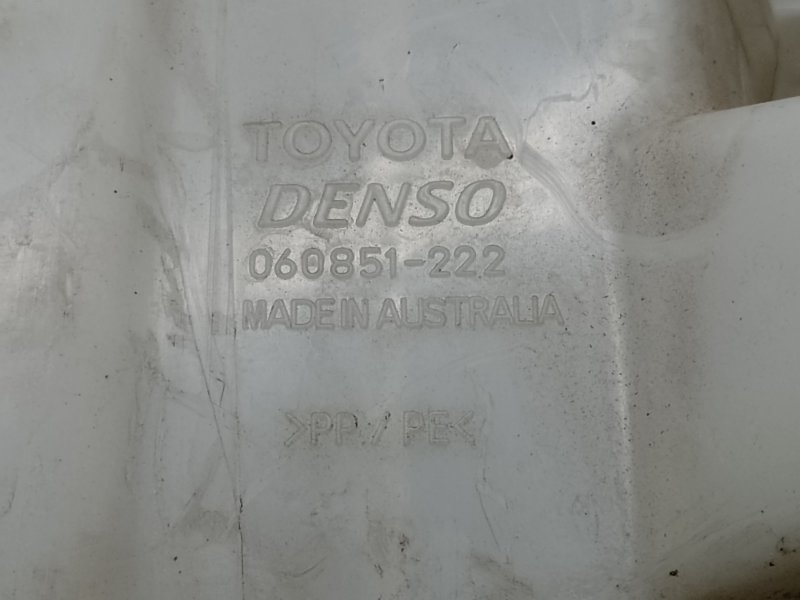 TOYOTA
DENSO
060851-222
MADE IN AUSTRALIA
>PP / PE<